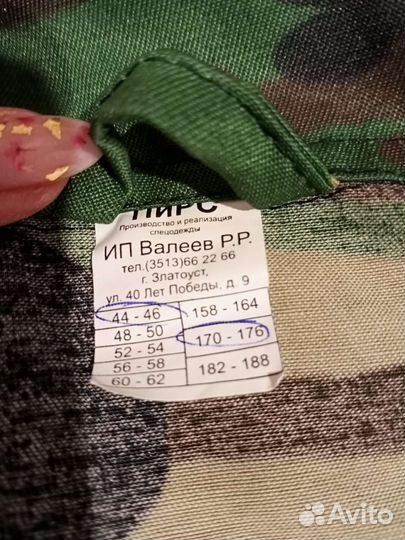 ПИРС
Производство и реализация
спецодежды
ИП Валеев Р.Р.
тел.(3513)66 22 66
г. Златоуст,
ул. 40 Лет Победы, д. 9
44 - 46 158 - 164
48 - 50
52 - 54 170 - 176
56 - 58
60 - 62 182 - 188
Avito